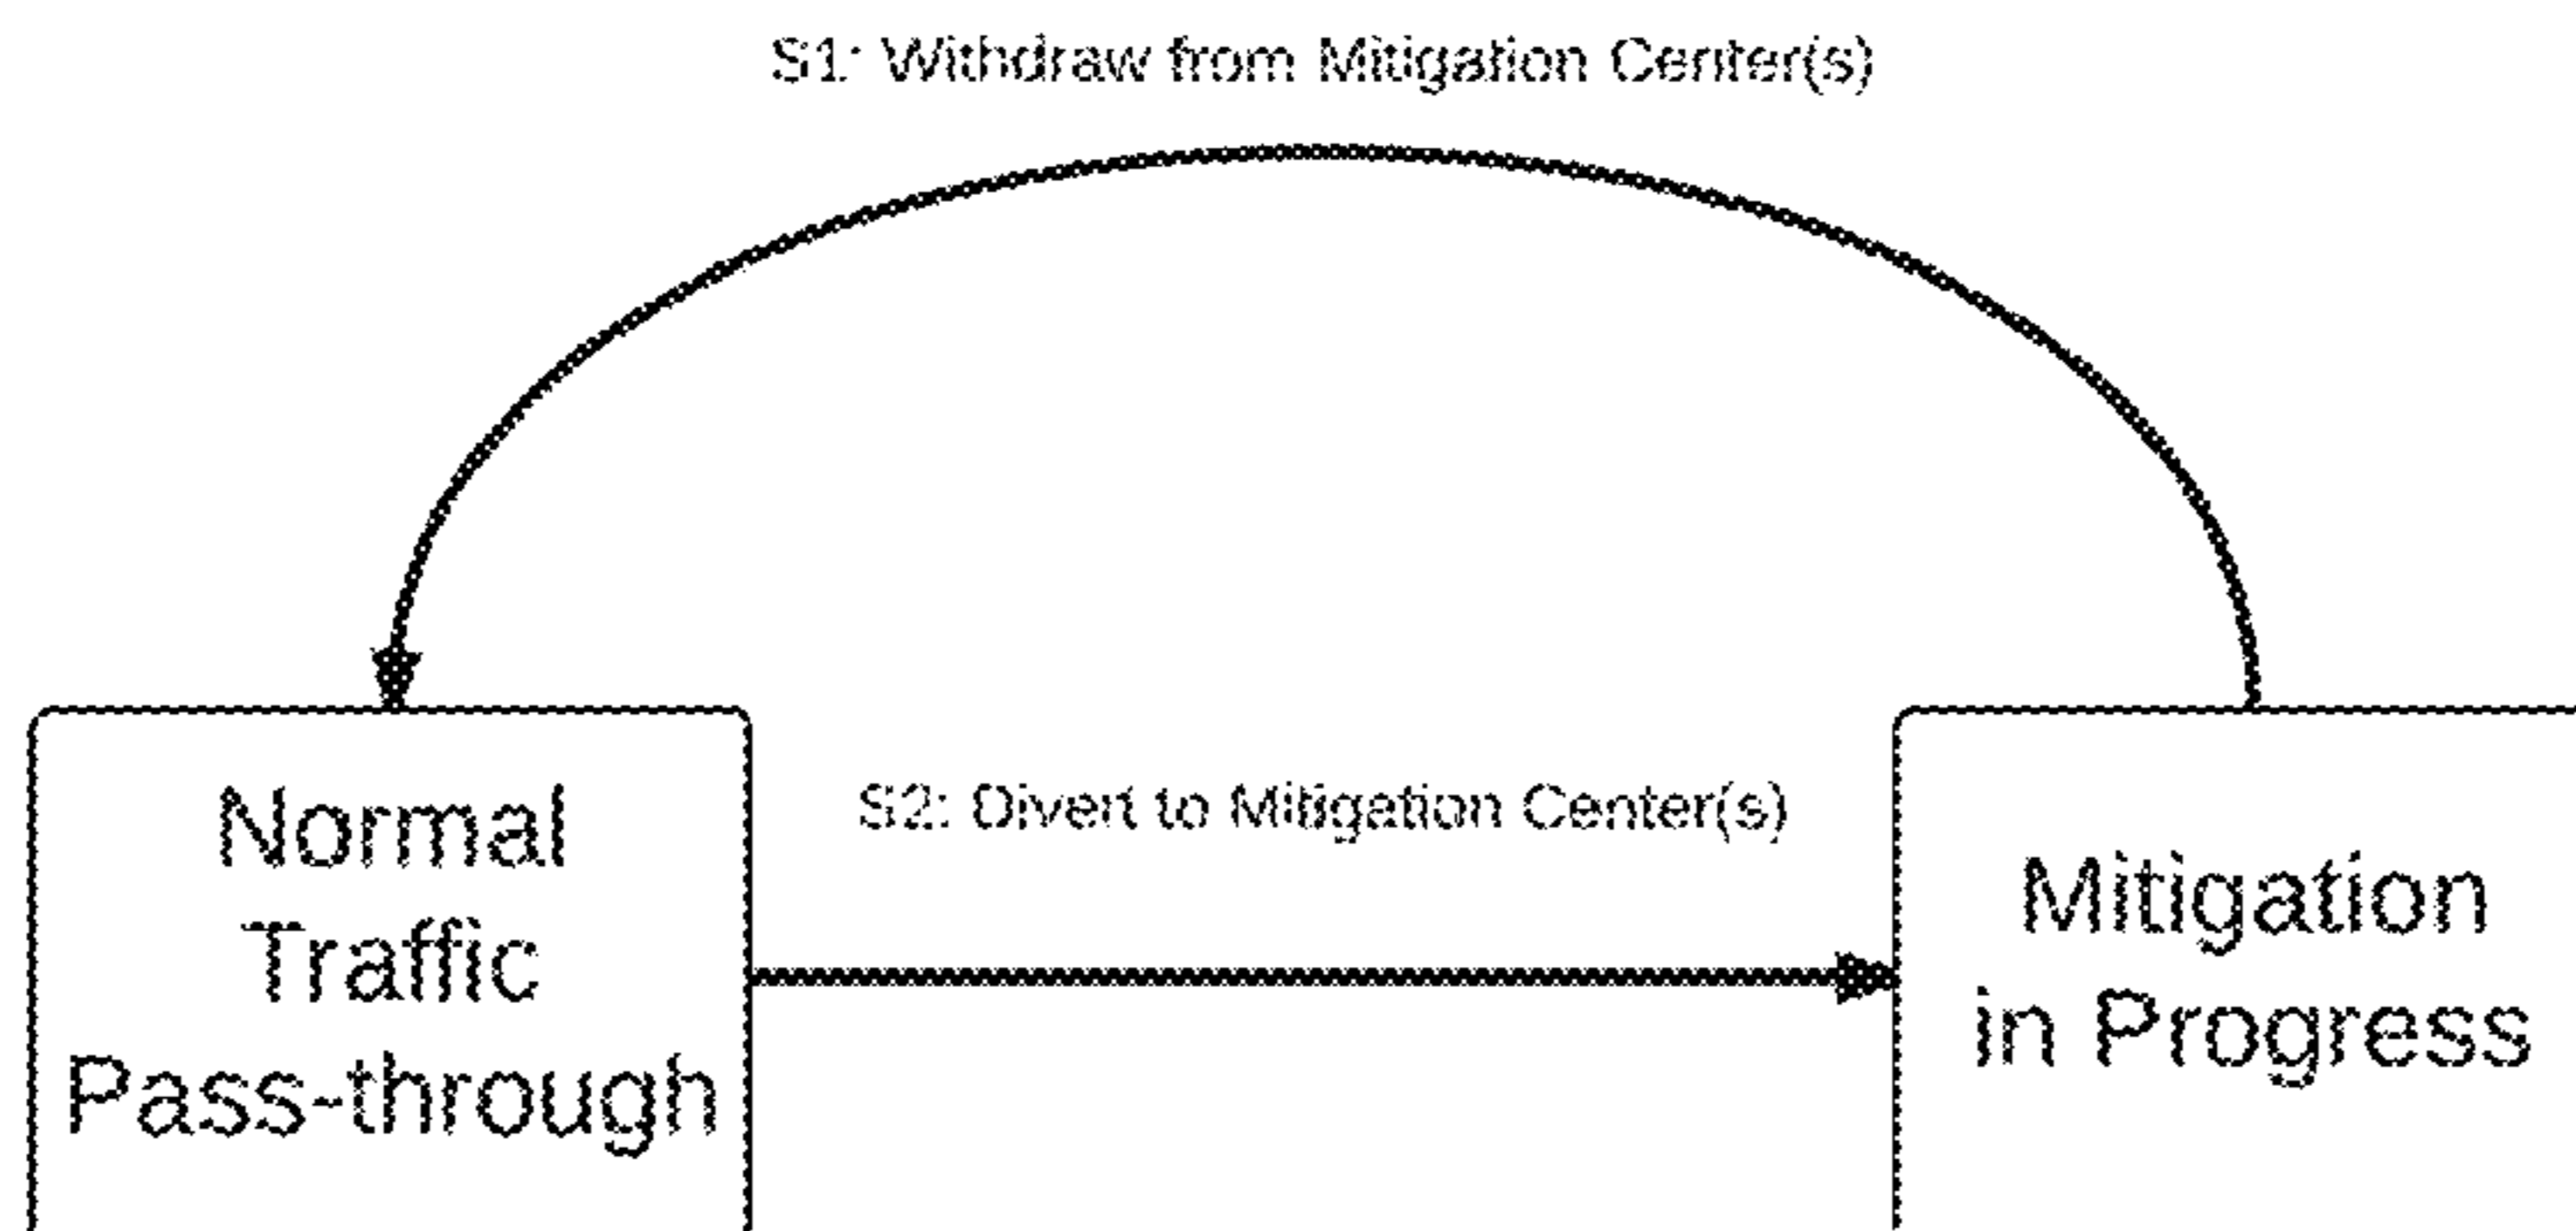 S1: Withdraw from Mitigation Center(s)
Normal
Traffic
Pass-through
S2: Divert to Mitigation Center(s)
Mitigation
in Progress